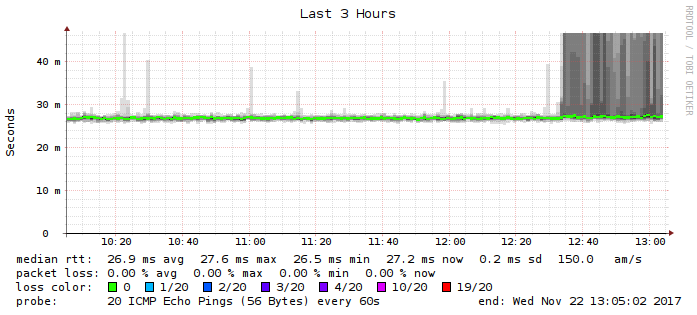 Last 3 Hours
RRDTOOL / TOBI OETIKER
Seconds
40 m
30 m
20 m
10 m
0
10:20 10:40 11:00 11:20 11:40 12:00 12:20 12:40 13:00
median rtt: 26.9 ms avg 27.6 ms max 26.5 ms min 27.2 ms now 0.2 ms sd 150.0 am/s
packet loss: 0.00 % avg 0.00 % max 0.00 % min 0.00 % now
loss color: 0 1/20 2/20 3/20 4/20 10/20 19/20
probe: 20 ICMP Echo Pings (56 Bytes) every 60s end: Wed Nov 22 13:05:02 2017